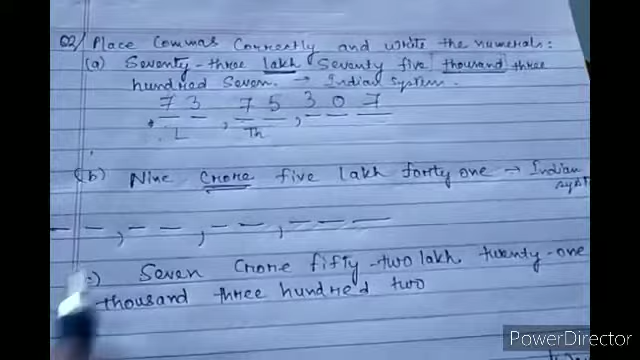 Q2/ Place Commas Correctly and write the numerals:
(a) Seventy-three lakh Seventy five thousand three
hundred Seven. → Indian System.
7 3 7 5 3 0 7
L , Th ,
(b) Nine Crore five lakh forty one → Indian
, , ,
Seven Crore fifty-two lakh twenty-one
thousand three hundred two
PowerDirector